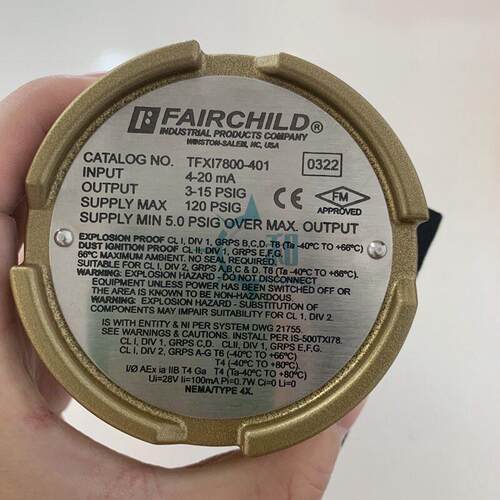 FAIRCHILD®
INDUSTRIAL PRODUCTS COMPANY
WINSTON-SALEM, NC, USA
CATALOG NO. TFXI7800-401 0322
INPUT 4-20 mA
OUTPUT 3-15 PSIG CE FM
SUPPLY MAX 120 PSIG APPROVED
SUPPLY MIN 5.0 PSIG OVER MAX. OUTPUT
EXPLOSION PROOF CL I, DIV 1, GRPS B,C,D. T6 (Ta -40°C TO +66°C)
DUST IGNITION PROOF CL II, DIV 1, GRPS E,F,G.
66°C MAXIMUM AMBIENT. NO SEAL REQUIRED.
SUITABLE FOR CL I, DIV 2, GRPS A,B,C & D. T6 (Ta -40°C TO +66°C).
WARNING: EXPLOSION HAZARD - DO NOT DISCONNECT
EQUIPMENT UNLESS POWER HAS BEEN SWITCHED OFF OR
THE AREA IS KNOWN TO BE NON-HAZARDOUS.
WARNING: EXPLOSION HAZARD - SUBSTITUTION OF
COMPONENTS MAY IMPAIR SUITABILITY FOR CL 1, DIV 2.
IS WITH ENTITY & NI PER SYSTEM DWG 21755.
SEE WARNINGS & CAUTIONS. INSTALL PER IS-500TXI78.
CL I, DIV 1, GRPS C,D. CLII, DIV 1, GRPS E,F,G.
CL I, DIV 2, GRPS A-G T6 (-40°C TO +66°C)
T4 (-40°C TO +80°C)
I/0 AEx ia IIB T4 Ga T4 (Ta-40°C TO +80°C)
Ui=28V Ii=100mA Pi=0.7W Ci=0 Li=0
NEMA/TYPE 4X.